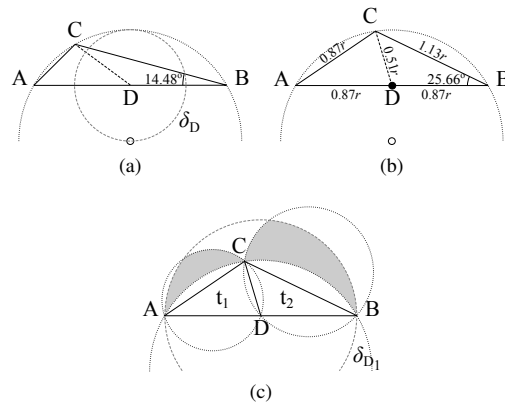 C
A
14.48°
B
D
δD
(a)
C
0.87r
1.13r
0.51r
A
25.66°
B
0.87r
D
0.87r
(b)
C
A
t1
t2
B
D
δD1
(c)